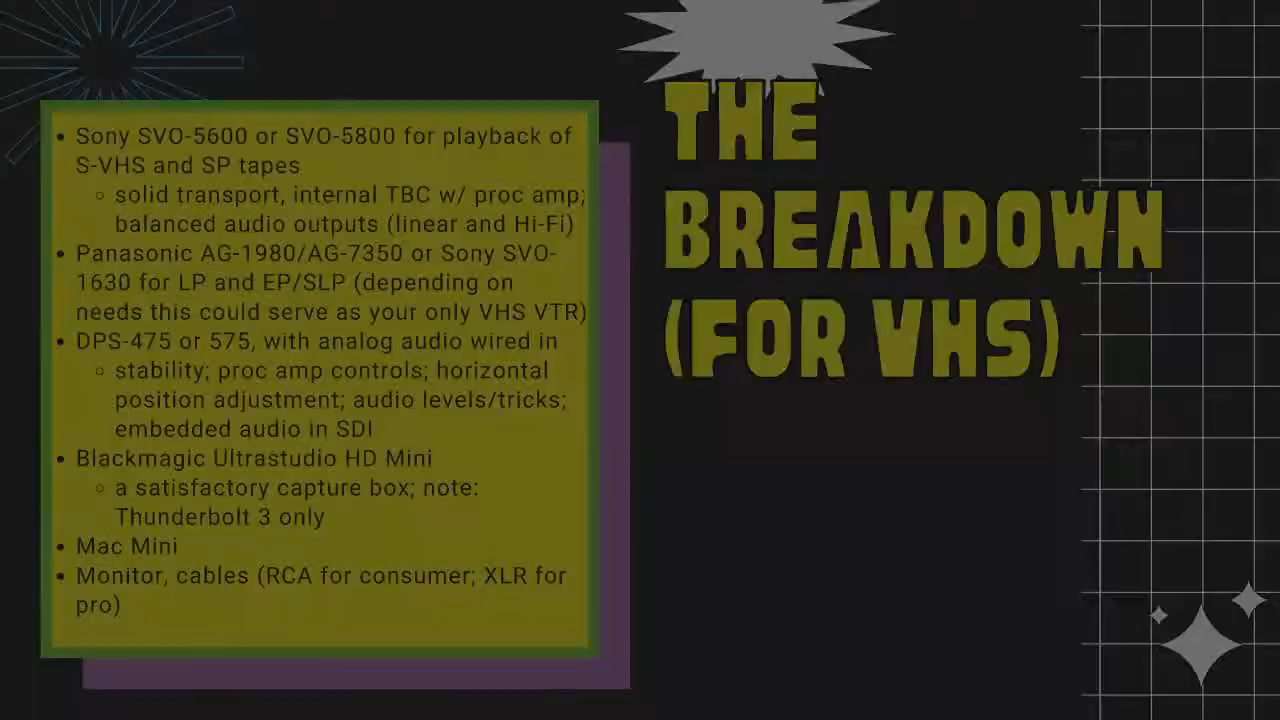 • Sony SVO-5600 or SVO-5800 for playback of
S-VHS and SP tapes
◦ solid transport, internal TBC w/ proc amp;
balanced audio outputs (linear and Hi-Fi)
• Panasonic AG-1980/AG-7350 or Sony SVO-
1630 for LP and EP/SLP (depending on
needs this could serve as your only VHS VTR)
• DPS-475 or 575, with analog audio wired in
◦ stability; proc amp controls; horizontal
position adjustment; audio levels/tricks;
embedded audio in SDI
• Blackmagic Ultrastudio HD Mini
◦ a satisfactory capture box; note:
Thunderbolt 3 only
• Mac Mini
• Monitor, cables (RCA for consumer; XLR for
pro)
THE
BREAKDOWN
(FOR VHS)